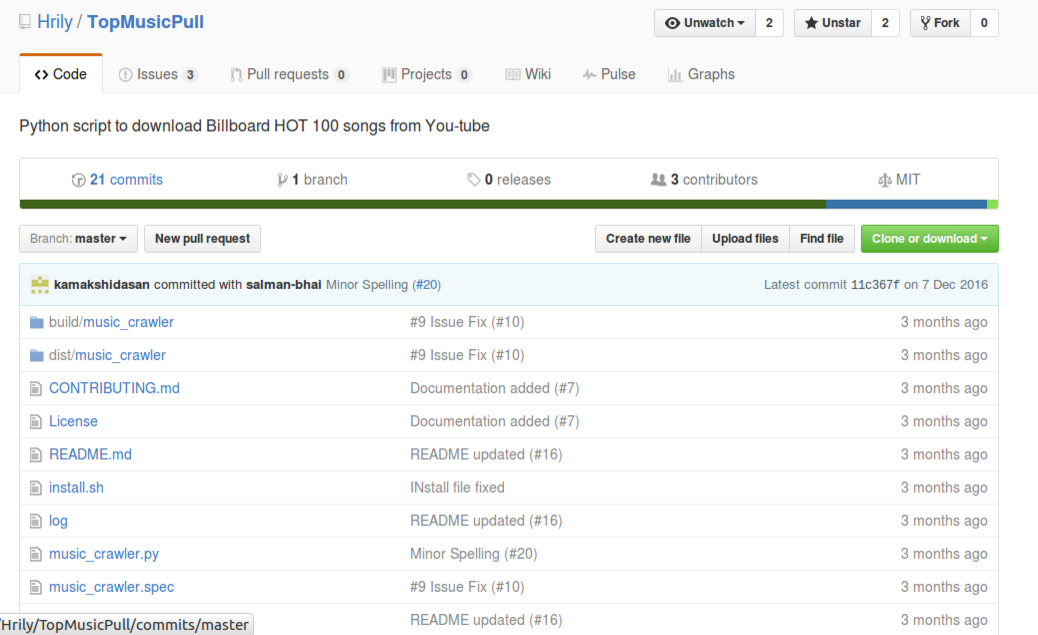 Hrily / TopMusicPull
Unwatch 2 Unstar 2 Fork 0
Code Issues 3 Pull requests 0 Projects 0 Wiki Pulse Graphs
Python script to download Billboard HOT 100 songs from You-tube
21 commits 1 branch 0 releases 3 contributors MIT
Branch: master New pull request Create new file Upload files Find file Clone or download
kamakshidasan committed with salman-bhai Minor Spelling (#20) Latest commit 11c367f on 7 Dec 2016
build/music_crawler #9 Issue Fix (#10) 3 months ago
dist/music_crawler #9 Issue Fix (#10) 3 months ago
CONTRIBUTING.md Documentation added (#7) 3 months ago
License Documentation added (#7) 3 months ago
README.md README updated (#16) 3 months ago
install.sh INstall file fixed 3 months ago
log README updated (#16) 3 months ago
music_crawler.py Minor Spelling (#20) 3 months ago
music_crawler.spec #9 Issue Fix (#10) 3 months ago
README updated (#16) 3 months ago
/Hrily/TopMusicPull/commits/master